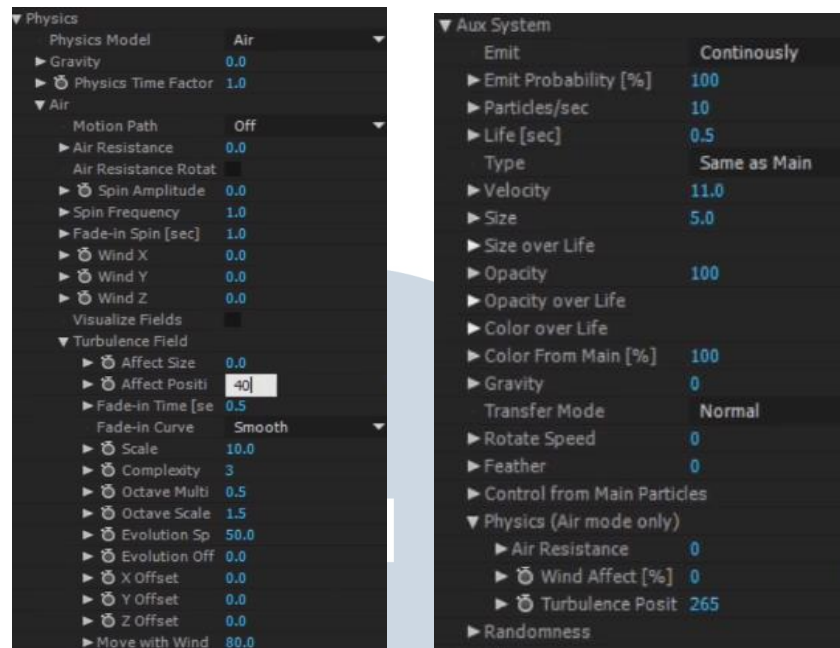 Physics
Physics Model Air
Gravity 0.0
Physics Time Factor 1.0
Air
Motion Path Off
Air Resistance 0.0
Air Resistance Rotat
Spin Amplitude 0.0
Spin Frequency 1.0
Fade-in Spin [sec] 1.0
Wind X 0.0
Wind Y 0.0
Wind Z 0.0
Visualize Fields
Turbulence Field
Affect Size 0.0
Affect Positi 40
Fade-in Time [se 0.5
Fade-in Curve Smooth
Scale 10.0
Complexity 3
Octave Multi 0.5
Octave Scale 1.5
Evolution Sp 50.0
Evolution Off 0.0
X Offset 0.0
Y Offset 0.0
Z Offset 0.0
Move with Wind 80.0
Aux System
Emit Continously
Emit Probability [%] 100
Particles/sec 10
Life [sec] 0.5
Type Same as Main
Velocity 11.0
Size 5.0
Size over Life
Opacity 100
Opacity over Life
Color over Life
Color From Main [%] 100
Gravity 0
Transfer Mode Normal
Rotate Speed 0
Feather 0
Control from Main Particles
Physics (Air mode only)
Air Resistance 0
Wind Affect [%] 0
Turbulence Posit 265
Randomness